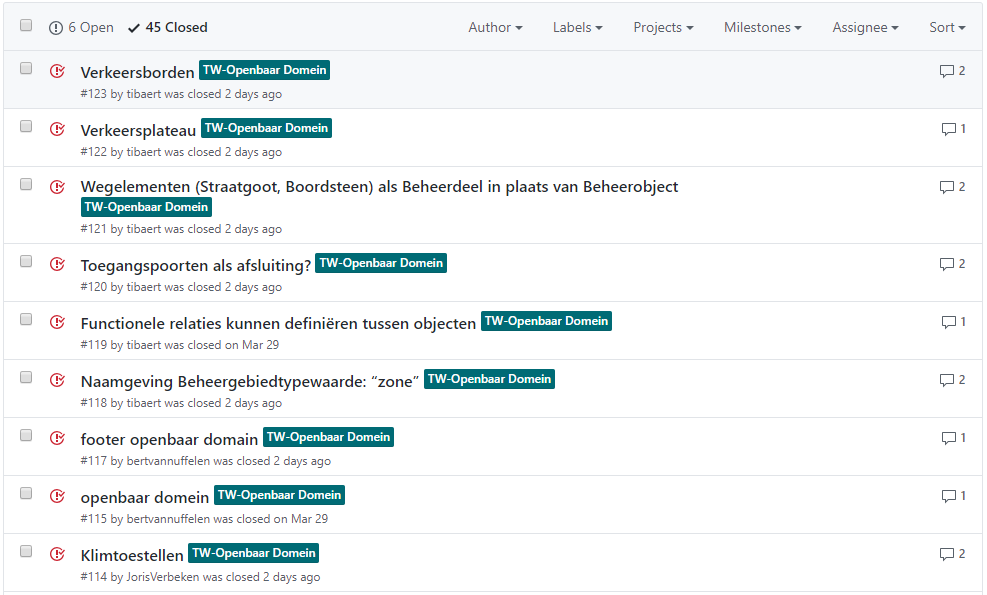 6 Open 45 Closed Author Labels Projects Milestones Assignee Sort
Verkeersborden TW-Openbaar Domein 2
#123 by tibaert was closed 2 days ago
Verkeersplateau TW-Openbaar Domein 1
#122 by tibaert was closed 2 days ago
Wegelementen (Straatgoot, Boordsteen) als Beheerdeel in plaats van Beheerobject 2
TW-Openbaar Domein
#121 by tibaert was closed 2 days ago
Toegangspoorten als afsluiting? TW-Openbaar Domein 2
#120 by tibaert was closed 2 days ago
Functionele relaties kunnen definiëren tussen objecten TW-Openbaar Domein 1
#119 by tibaert was closed on Mar 29
Naamgeving Beheergebiedtypewaarde: “zone” TW-Openbaar Domein 2
#118 by tibaert was closed 2 days ago
footer openbaar domain TW-Openbaar Domein 1
#117 by bertvannuffelen was closed 2 days ago
openbaar domein TW-Openbaar Domein 1
#115 by bertvannuffelen was closed on Mar 29
Klimtoestellen TW-Openbaar Domein 2
#114 by JorisVerbeken was closed 2 days ago